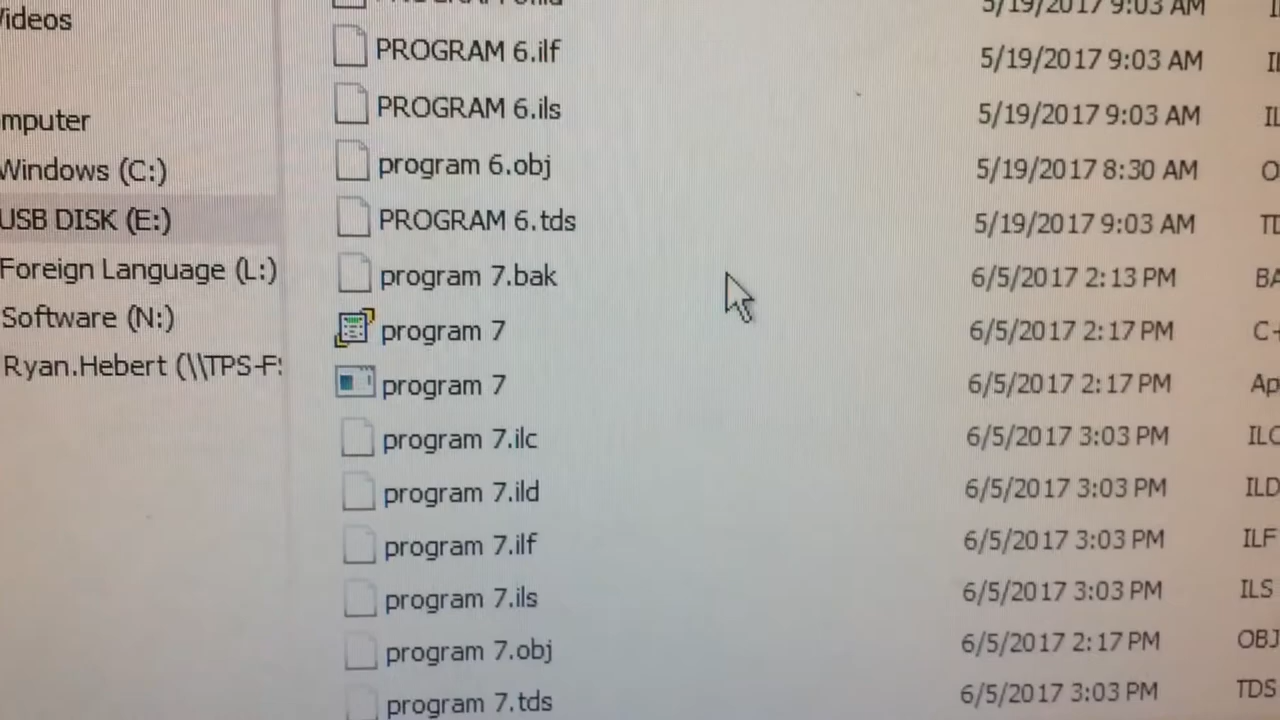 Videos
mputer
Windows (C:)
USB DISK (E:)
Foreign Language (L:)
Software (N:)
Ryan.Hebert (\\TPS-F
5/19/2017 9:03 AM
PROGRAM 6.ilf 5/19/2017 9:03 AM
PROGRAM 6.ils 5/19/2017 9:03 AM IL
program 6.obj 5/19/2017 8:30 AM O
PROGRAM 6.tds 5/19/2017 9:03 AM TD
program 7.bak 6/5/2017 2:13 PM BA
program 7 6/5/2017 2:17 PM C+
program 7 6/5/2017 2:17 PM Ap
program 7.ilc 6/5/2017 3:03 PM ILC
program 7.ild 6/5/2017 3:03 PM ILD
program 7.ilf 6/5/2017 3:03 PM ILF
program 7.ils 6/5/2017 3:03 PM ILS
program 7.obj 6/5/2017 2:17 PM OBJ
program 7.tds 6/5/2017 3:03 PM TDS